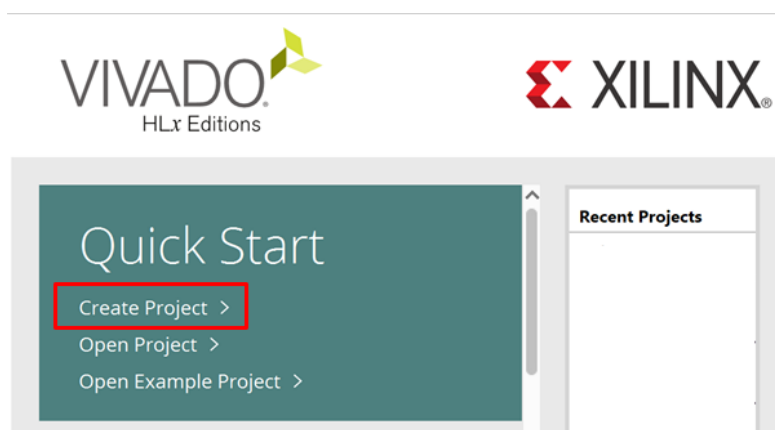 VIVADO.
HLx Editions
XILINX®
Quick Start
Create Project >
Open Project >
Open Example Project >
Recent Projects